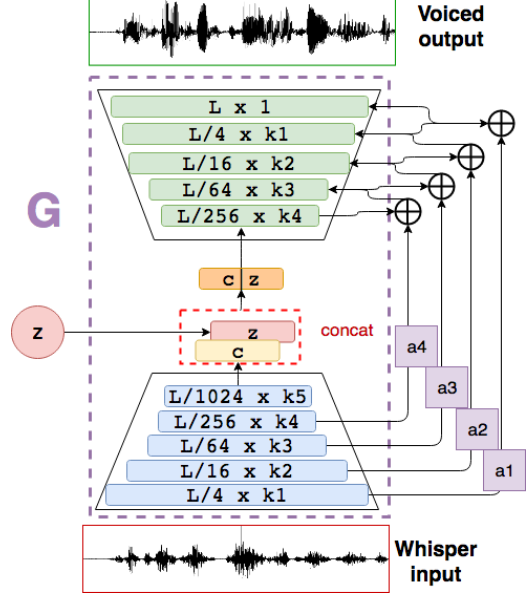 Voiced
output
L x 1
L/4 x k1
L/16 x k2
L/64 x k3
L/256 x k4
G
c z
z
z
concat
c
a4
a3
a2
a1
L/1024 x k5
L/256 x k4
L/64 x k3
L/16 x k2
L/4 x k1
Whisper
input